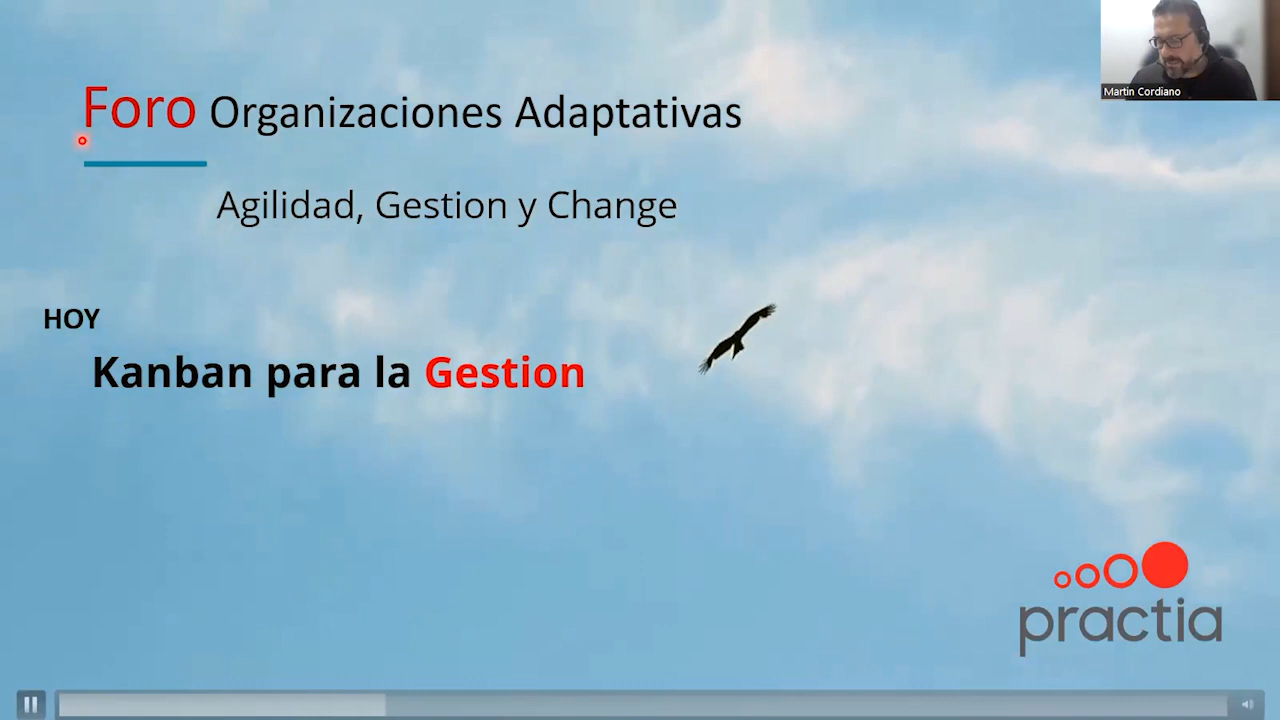 Martin Cordiano
Foro Organizaciones Adaptativas
Agilidad, Gestion y Change
HOY
Kanban para la Gestion
practia